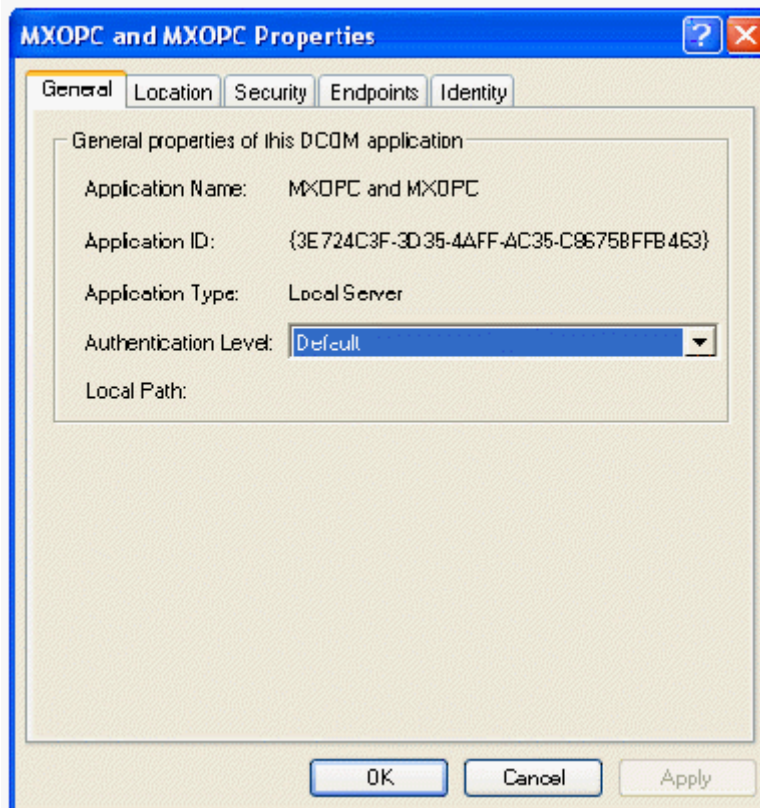 MXOPC and MXOPC Properties
General Location Security Endpoints Identity
General properties of this DCOM application
Application Name: MXOPC and MXOPC
Application ID: {3E724C3F-3D35-4AFF-AC35-C8675BFFB463}
Application Type: Local Server
Authentication Level: Default
Local Path:
OK Cancel Apply